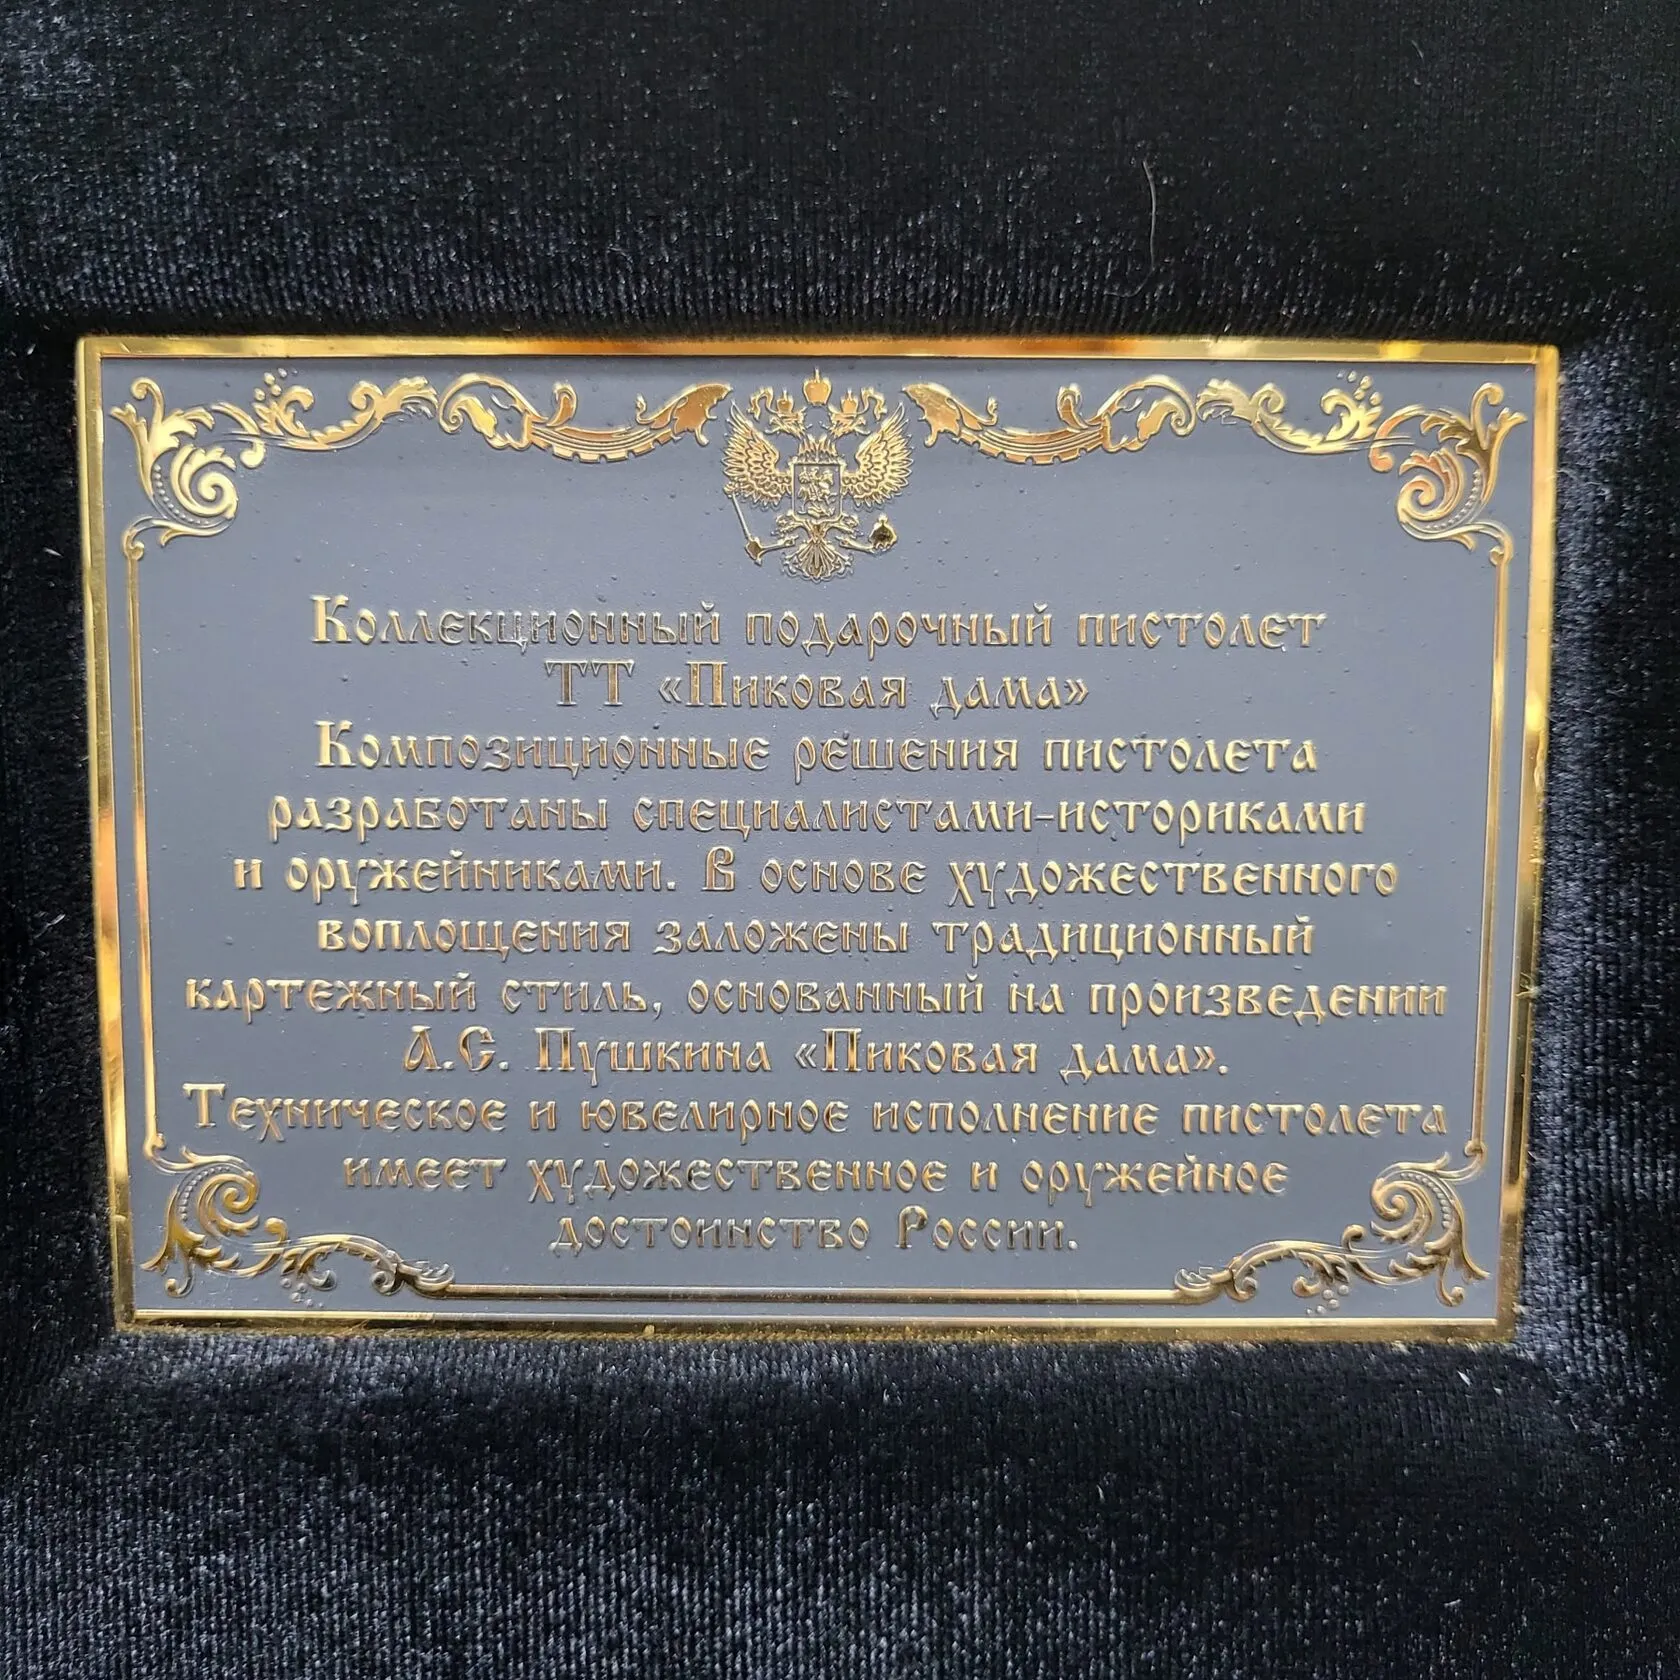 Коллекционный подарочный пистолет
ТТ «Пиковая дама»
Композиционные решения пистолета
разработаны специалистами-историками
и оружейниками. В основе художественного
воплощения заложены традиционный
картежный стиль, основанный на произведении
А.С. Пушкина «Пиковая дама».
Техническое и ювелирное исполнение пистолета
имеет художественное и оружейное
достоинство России.